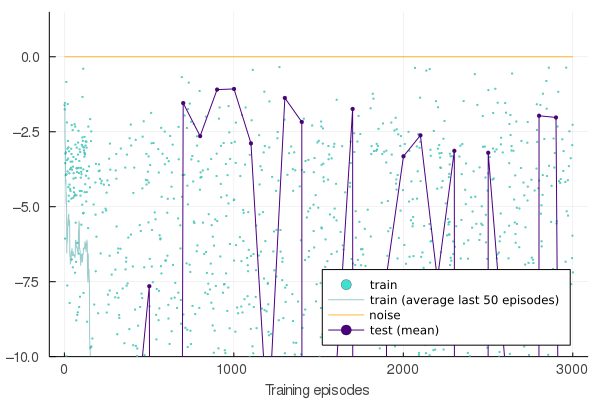 0.0
−2.5
−5.0
−7.5
−10.0
train
train (average last 50 episodes)
noise
test (mean)
0 1000 2000 3000
Training episodes